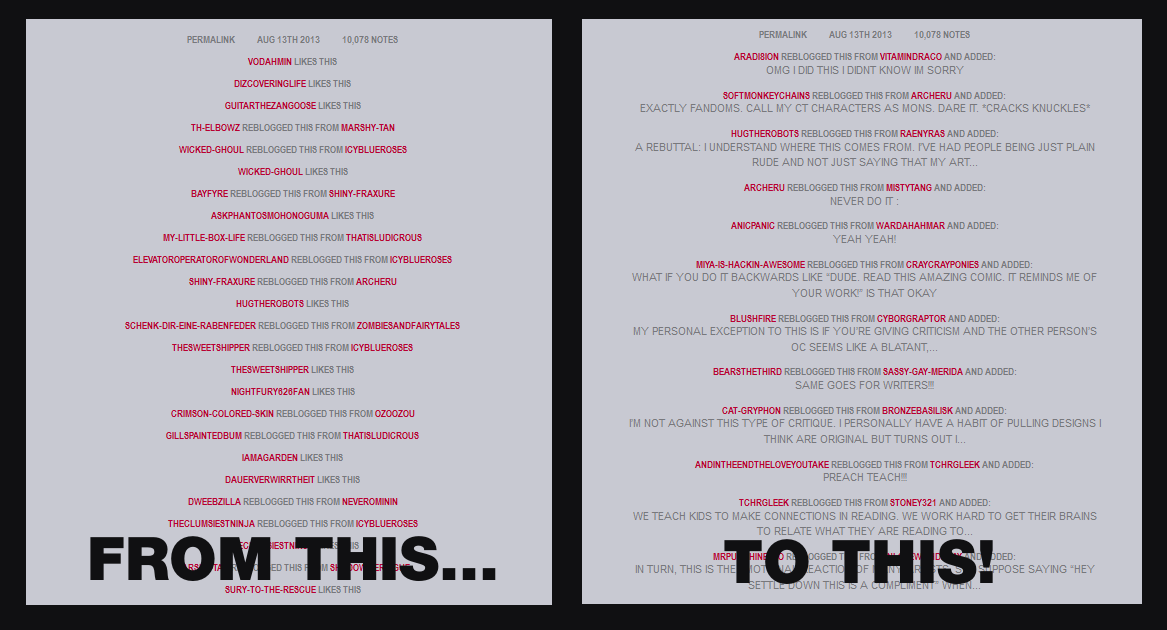 PERMALINK AUG 13TH 2013 10,078 NOTES
VODAHMIN LIKES THIS
DIZCOVERINGLIFE LIKES THIS
GUITARTHEZANGOOSE LIKES THIS
TH-ELBOWZ REBLOGGED THIS FROM MARSHY-TAN
WICKED-GHOUL REBLOGGED THIS FROM ICYBLUEROSES
WICKED-GHOUL LIKES THIS
BAYFYRE REBLOGGED THIS FROM SHINY-FRAXURE
ASKPHANTOSMOHONOGUMA LIKES THIS
MY-LITTLE-BOX-LIFE REBLOGGED THIS FROM THATISLUDICROUS
ELEVATOROPERATOROFWONDERLAND REBLOGGED THIS FROM ICYBLUEROSES
SHINY-FRAXURE REBLOGGED THIS FROM ARCHERU
HUGTHEROBOTS LIKES THIS
SCHENK-DIR-EINE-RABENFEDER REBLOGGED THIS FROM ZOMBIESANDFAIRYTALES
THESWEETSHIPPER REBLOGGED THIS FROM ICYBLUEROSES
THESWEETSHIPPER LIKES THIS
NIGHTFURY626FAN LIKES THIS
CRIMSON-COLORED-SKIN REBLOGGED THIS FROM OZOOZOU
GILLSPAINTEDBUM REBLOGGED THIS FROM THATISLUDICROUS
IAMAGARDEN LIKES THIS
DAUERVERWIRRTHEIT LIKES THIS
DWEEBZILLA REBLOGGED THIS FROM NEVEROMININ
THECLUMSIESTNINJA REBLOGGED THIS FROM ICYBLUEROSES
FROM THIS...
SURY-TO-THE-RESCUE LIKES THIS
PERMALINK AUG 13TH 2013 10,078 NOTES
ARADI8ION REBLOGGED THIS FROM VITAMINDRACO AND ADDED:
OMG I DID THIS I DIDNT KNOW IM SORRY
SOFTMONKEYCHAINS REBLOGGED THIS FROM ARCHERU AND ADDED:
EXACTLY FANDOMS. CALL MY CT CHARACTERS AS MONS. DARE IT. *CRACKS KNUCKLES*
HUGTHEROBOTS REBLOGGED THIS FROM RAENYRAS AND ADDED:
A REBUTTAL: I UNDERSTAND WHERE THIS COMES FROM. I'VE HAD PEOPLE BEING JUST PLAIN
RUDE AND NOT JUST SAYING THAT MY ART...
ARCHERU REBLOGGED THIS FROM MISTYTANG AND ADDED:
NEVER DO IT :
ANICPANIC REBLOGGED THIS FROM WARDAHAHMAR AND ADDED:
YEAH YEAH!
MIYA-IS-HACKIN-AWESOME REBLOGGED THIS FROM CRAYCRAYPONIES AND ADDED:
WHAT IF YOU DO IT BACKWARDS LIKE “DUDE. READ THIS AMAZING COMIC. IT REMINDS ME OF
YOUR WORK!” IS THAT OKAY
BLUSHFIRE REBLOGGED THIS FROM CYBORGRAPTOR AND ADDED:
MY PERSONAL EXCEPTION TO THIS IS IF YOU'RE GIVING CRITICISM AND THE OTHER PERSON'S
OC SEEMS LIKE A BLATANT,...
BEARSTHETHIRD REBLOGGED THIS FROM SASSY-GAY-MERIDA AND ADDED:
SAME GOES FOR WRITERS!!!
CAT-GRYPHON REBLOGGED THIS FROM BRONZEBASILISK AND ADDED:
I'M NOT AGAINST THIS TYPE OF CRITIQUE. I PERSONALLY HAVE A HABIT OF PULLING DESIGNS I
THINK ARE ORIGINAL BUT TURNS OUT I...
ANDINTHEENDTHELOVEYOUTAKE REBLOGGED THIS FROM TCHRGLEEK AND ADDED:
PREACH TEACH!!!
TCHRGLEEK REBLOGGED THIS FROM STONEY321 AND ADDED:
WE TEACH KIDS TO MAKE CONNECTIONS IN READING. WE WORK HARD TO GET THEIR BRAINS
TO RELATE WHAT THEY ARE READING TO...
TO THIS!
IN TURN, THIS IS THE SUPPOSE SAYING “HEY
SETTLE DOWN THIS IS A COMPLIMENT” WHEN...